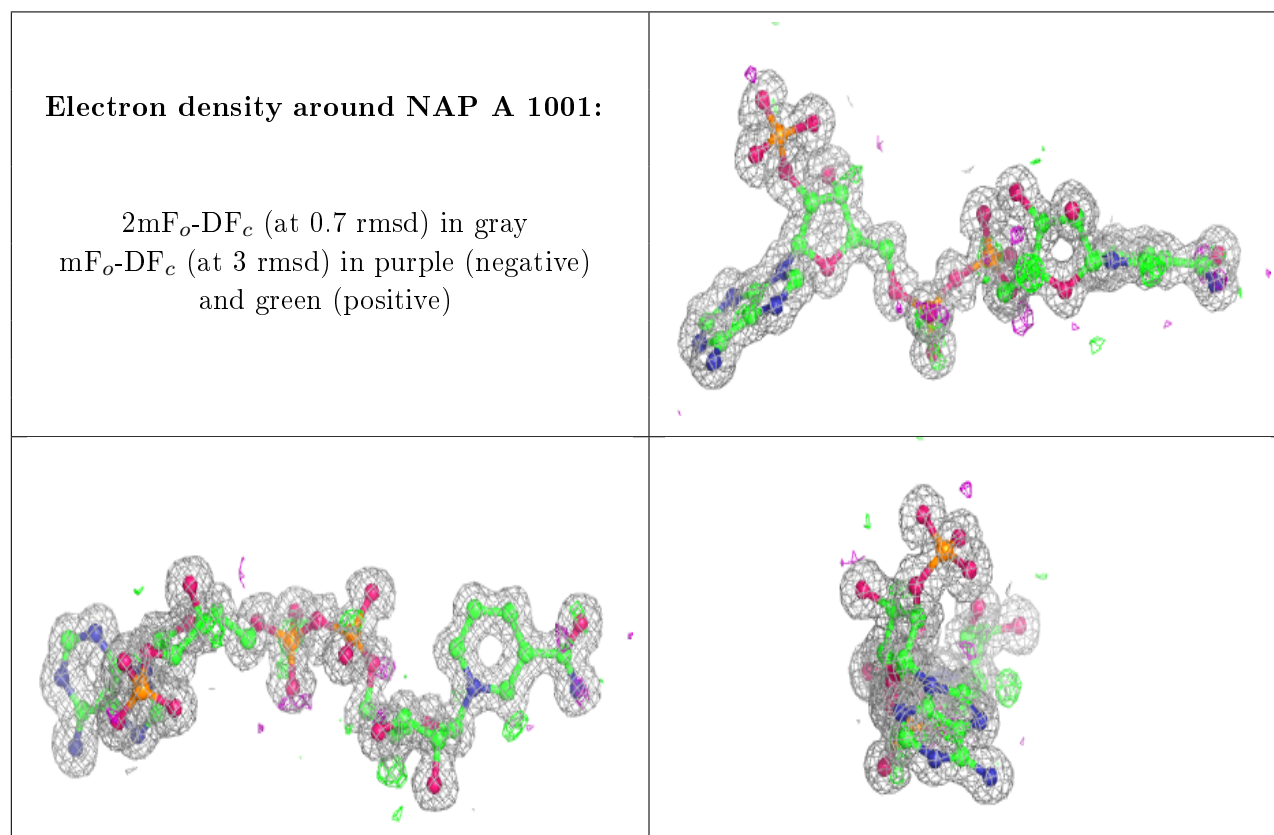 Electron density around NAP A 1001:
2mFo-DFc (at 0.7 rmsd) in gray
mFo-DFc (at 3 rmsd) in purple (negative)
and green (positive)